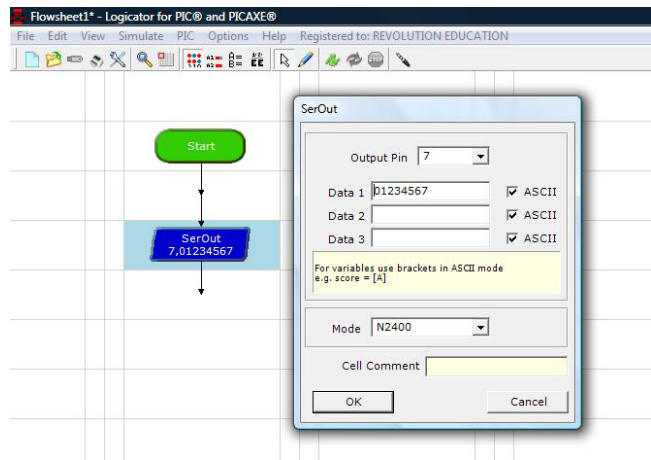 Flowsheet1* - Logicator for PIC® and PICAXE®
File Edit View Simulate PIC Options Help Registered to: REVOLUTION EDUCATION
Start
SerOut
7,01234567
SerOut
Output Pin 7
Data 1 01234567 ASCII
Data 2 ASCII
Data 3 ASCII
For variables use brackets in ASCII mode
e.g. score = [A]
Mode N2400
Cell Comment
OK Cancel